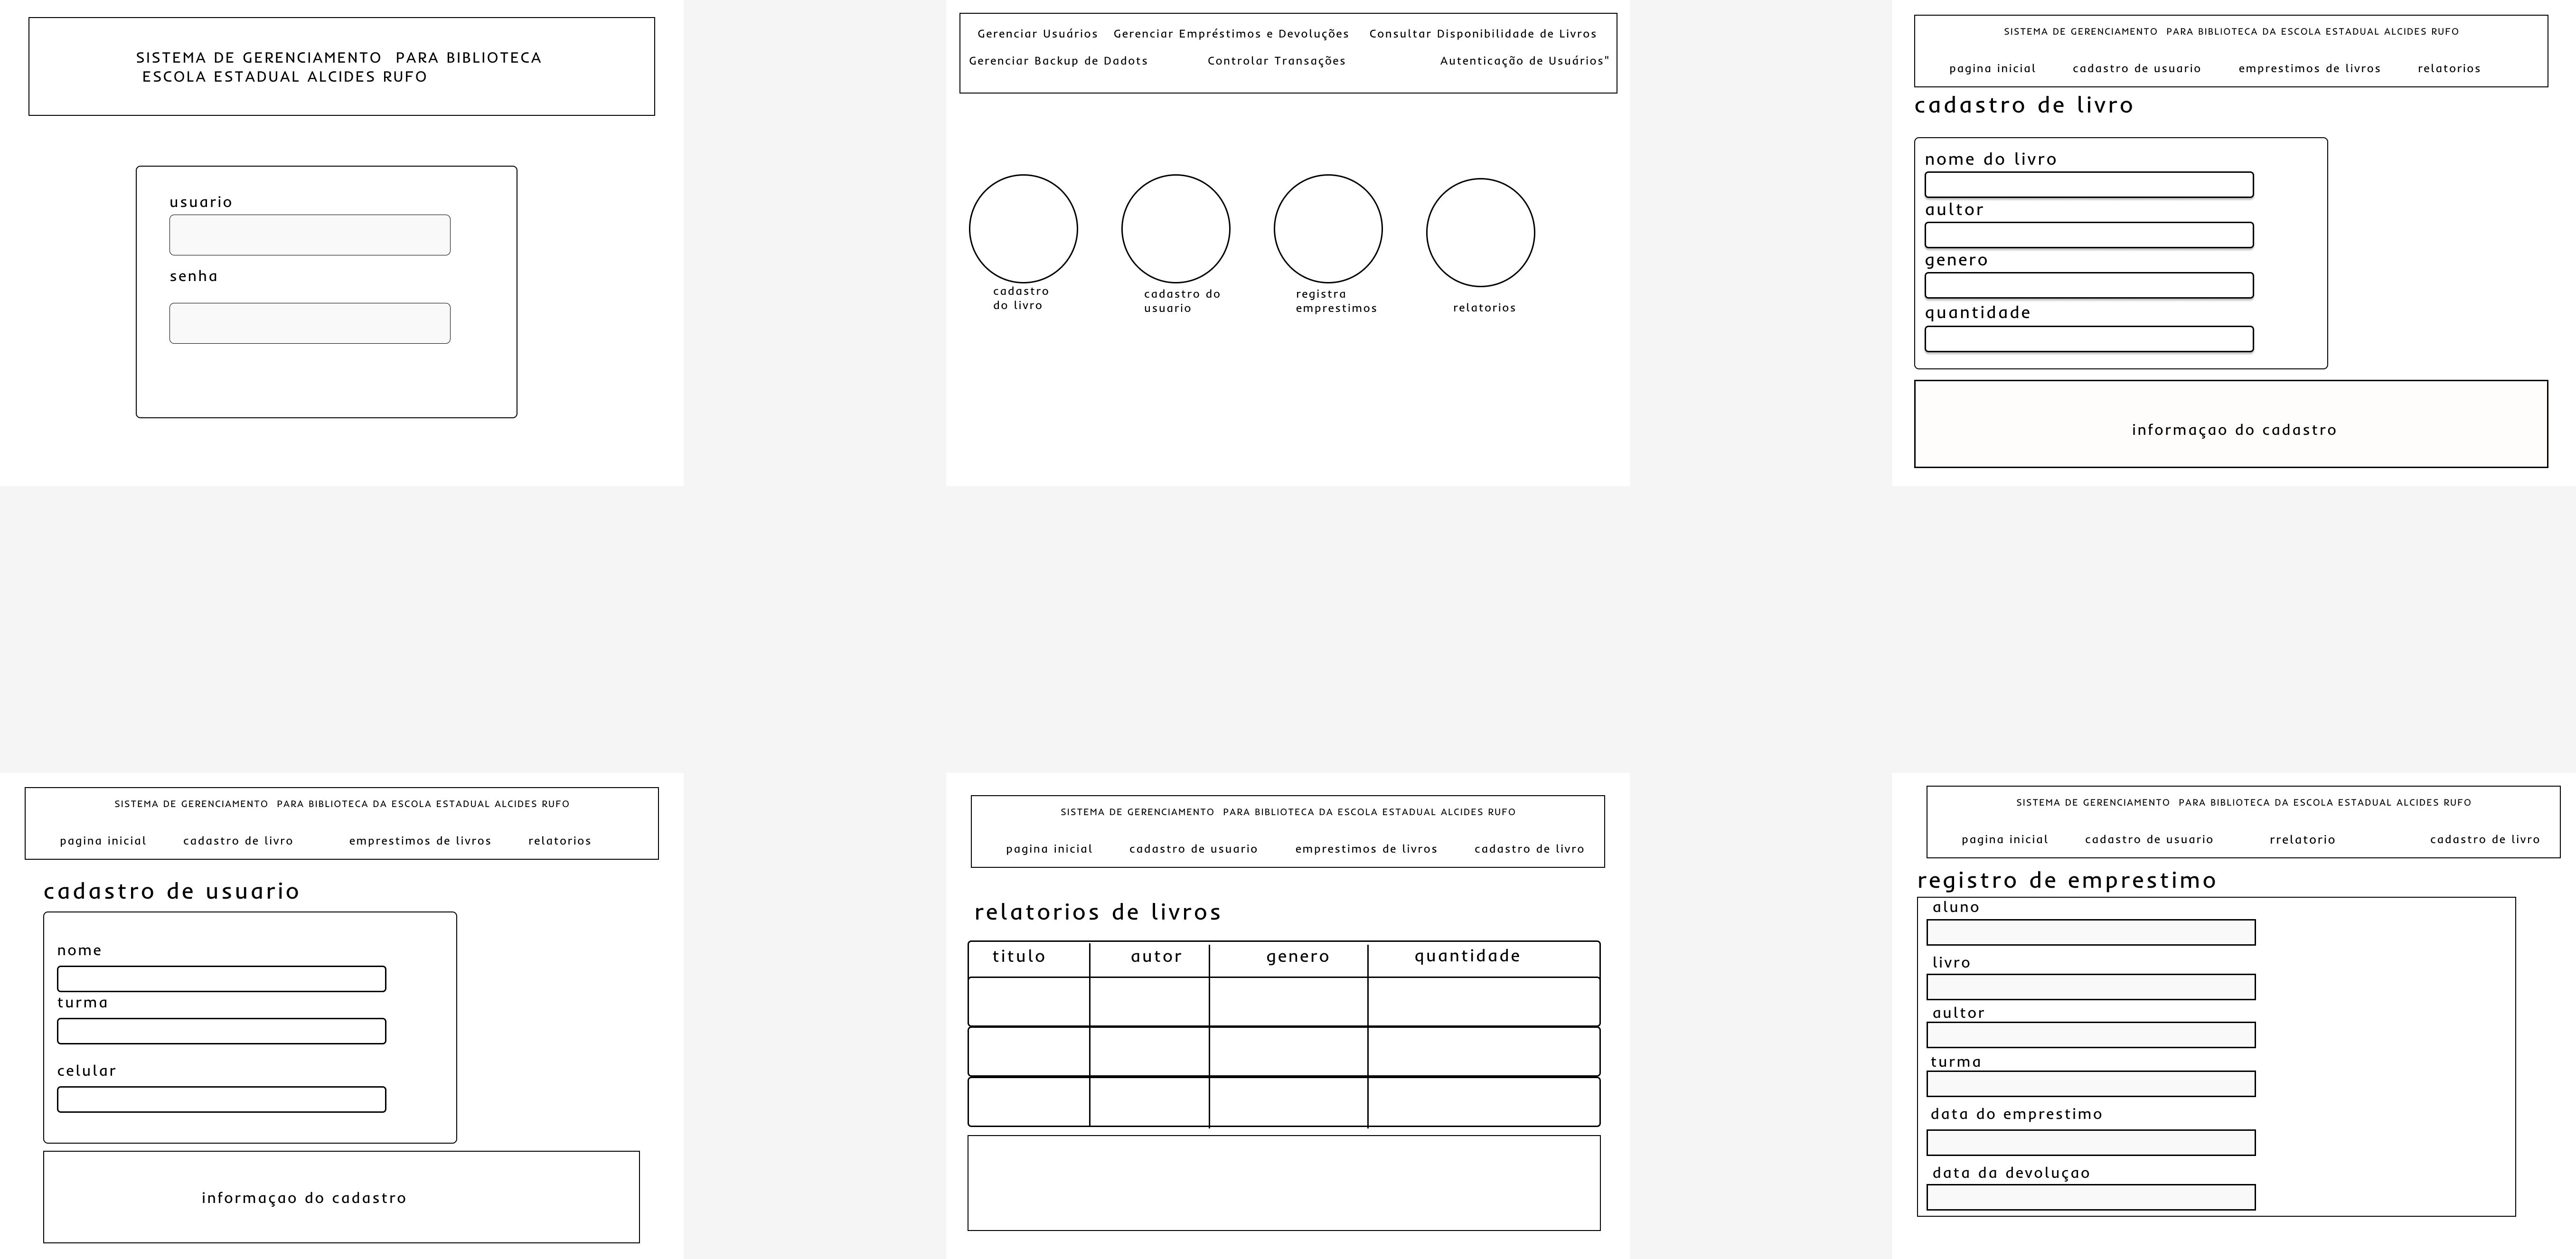 SISTEMA DE GERENCIAMENTO PARA BIBLIOTECA
ESCOLA ESTADUAL ALCIDES RUFO
usuario
senha
Gerenciar Usuários Gerenciar Empréstimos e Devoluções Consultar Disponibilidade de Livros
Gerenciar Backup de Dadots Controlar Transações Autenticação de Usuários"
cadastro
do livro
cadastro do
usuario
registra
emprestimos
relatorios
SISTEMA DE GERENCIAMENTO PARA BIBLIOTECA DA ESCOLA ESTADUAL ALCIDES RUFO
pagina inicial cadastro de usuario emprestimos de livros relatorios
cadastro de livro
nome do livro
aultor
genero
quantidade
informaçao do cadastro
SISTEMA DE GERENCIAMENTO PARA BIBLIOTECA DA ESCOLA ESTADUAL ALCIDES RUFO
pagina inicial cadastro de livro emprestimos de livros relatorios
cadastro de usuario
nome
turma
celular
informaçao do cadastro
SISTEMA DE GERENCIAMENTO PARA BIBLIOTECA DA ESCOLA ESTADUAL ALCIDES RUFO
pagina inicial cadastro de usuario emprestimos de livros cadastro de livro
relatorios de livros
titulo autor genero quantidade
SISTEMA DE GERENCIAMENTO PARA BIBLIOTECA DA ESCOLA ESTADUAL ALCIDES RUFO
pagina inicial cadastro de usuario rrelatorio cadastro de livro
registro de emprestimo
aluno
livro
aultor
turma
data do emprestimo
data da devoluçao